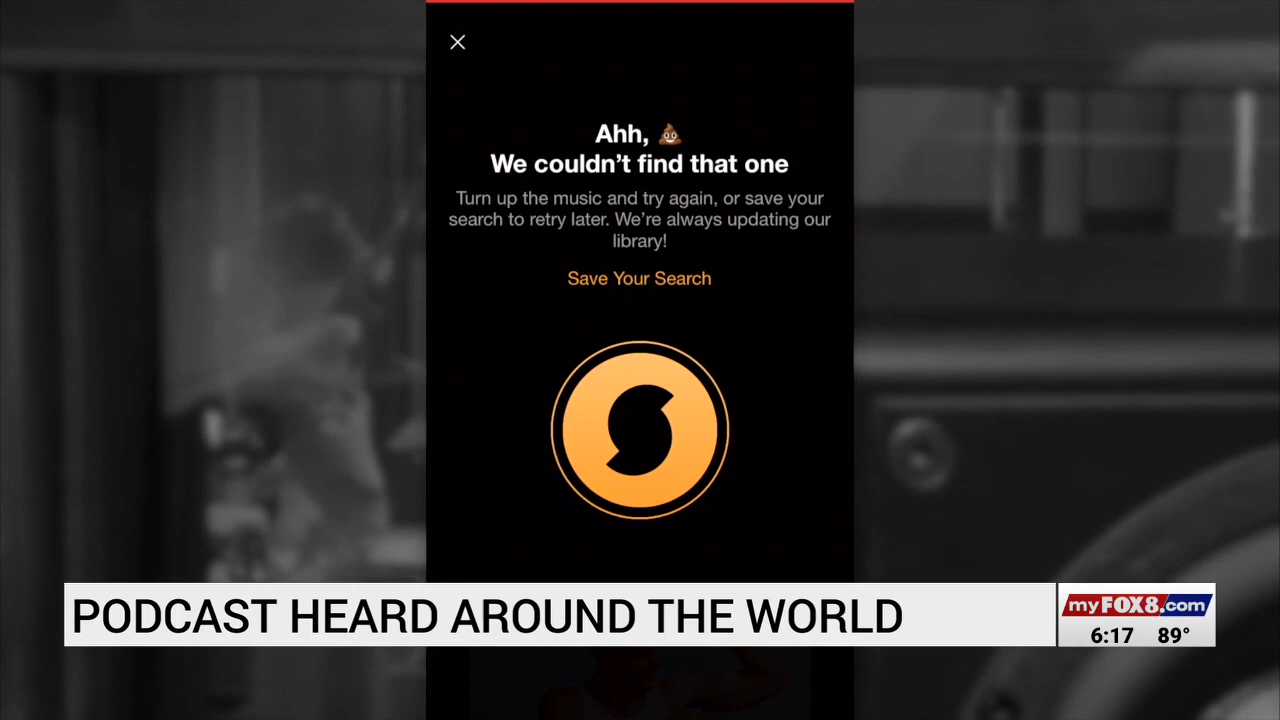 Ahh, 💩
We couldn't find that one
Turn up the music and try again, or save your
search to retry later. We're always updating our
library!
Save Your Search
PODCAST HEARD AROUND THE WORLD
myFOX8.com
6:17 89°